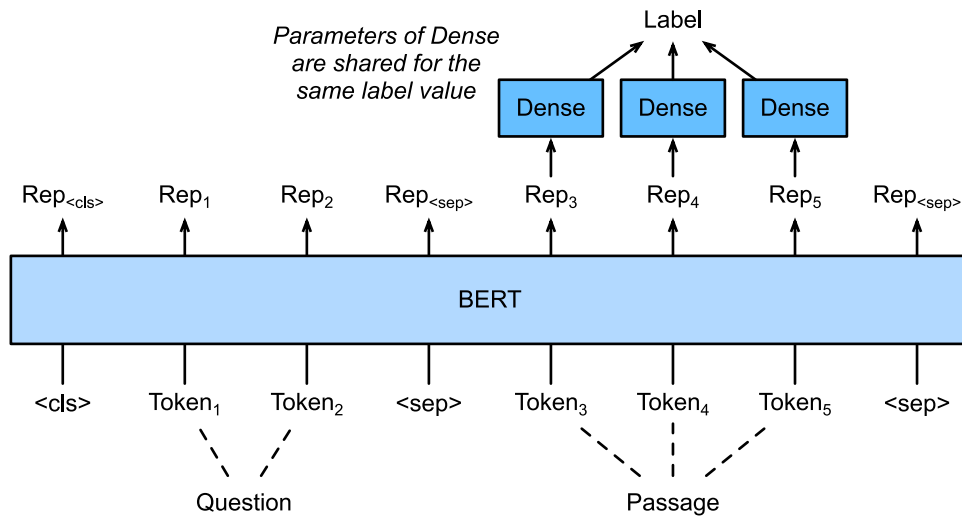 Label
Parameters of Dense
are shared for the
same label value
Dense Dense Dense
Rep<cls> Rep1 Rep2 Rep<sep> Rep3 Rep4 Rep5 Rep<sep>
BERT
<cls> Token1 Token2 <sep> Token3 Token4 Token5 <sep>
Question Passage